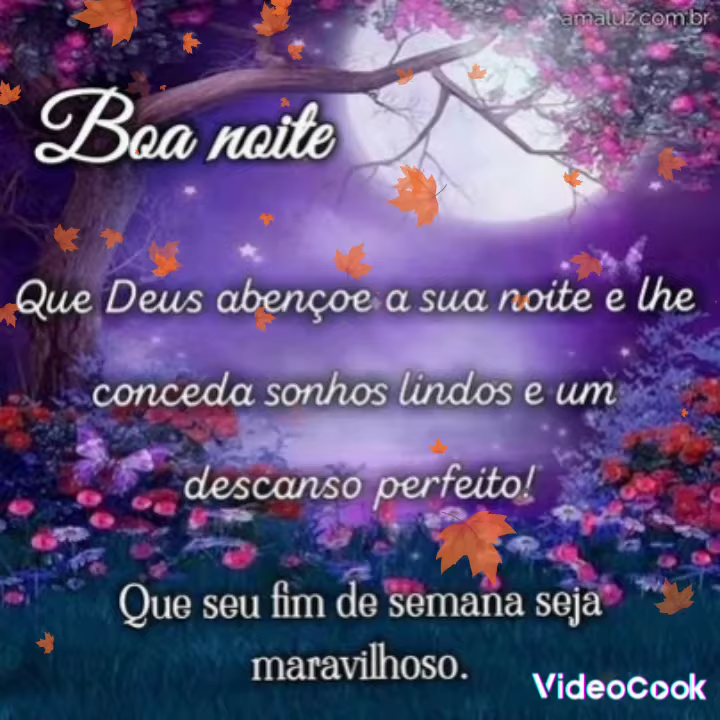 amaluz.com.br
Boa noite
Que Deus abençoe a sua noite e lhe
conceda sonhos lindos e um
descanso perfeito!
Que seu fim de semana seja
maravilhoso.
VideoCook